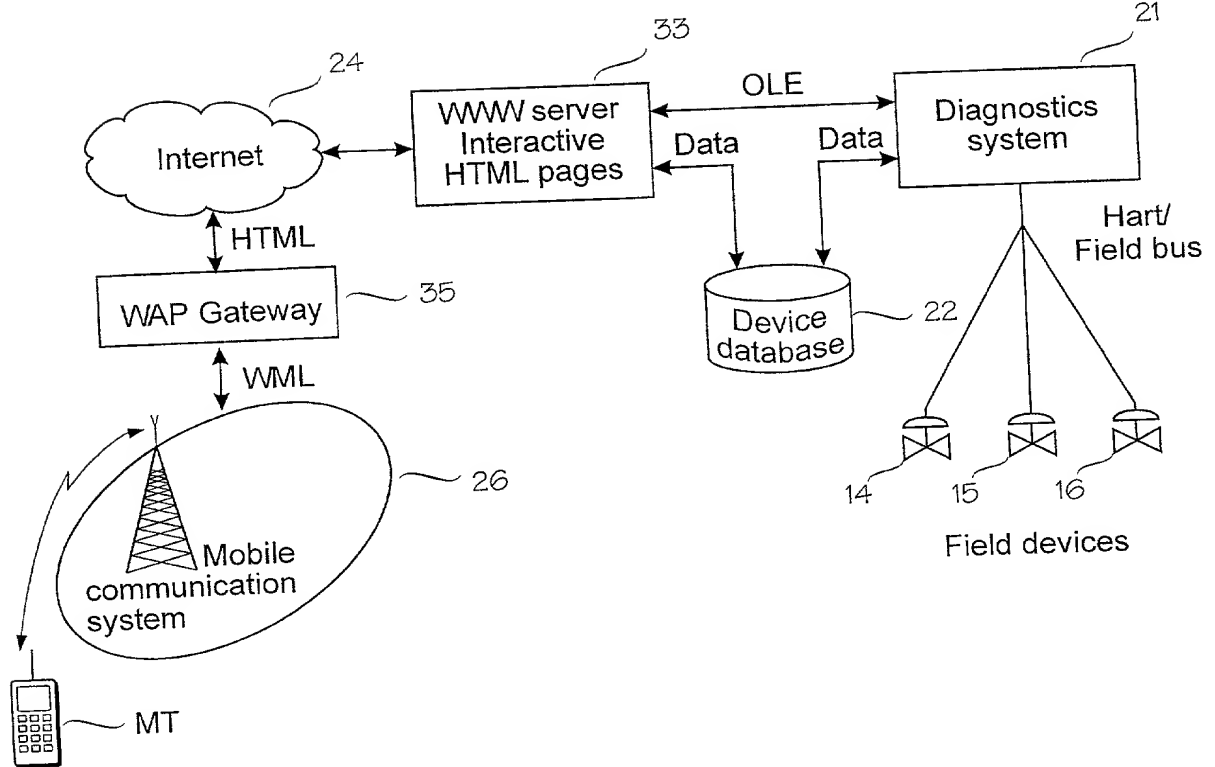 21
33
24
WWW server
Interactive
HTML pages
OLE
Diagnostics
system
Data
Data
Internet
Hart/
Field bus
HTML
WAP Gateway
35
Device
database
22
WML
26
14
15
16
Mobile
communication
system
Field devices
MT